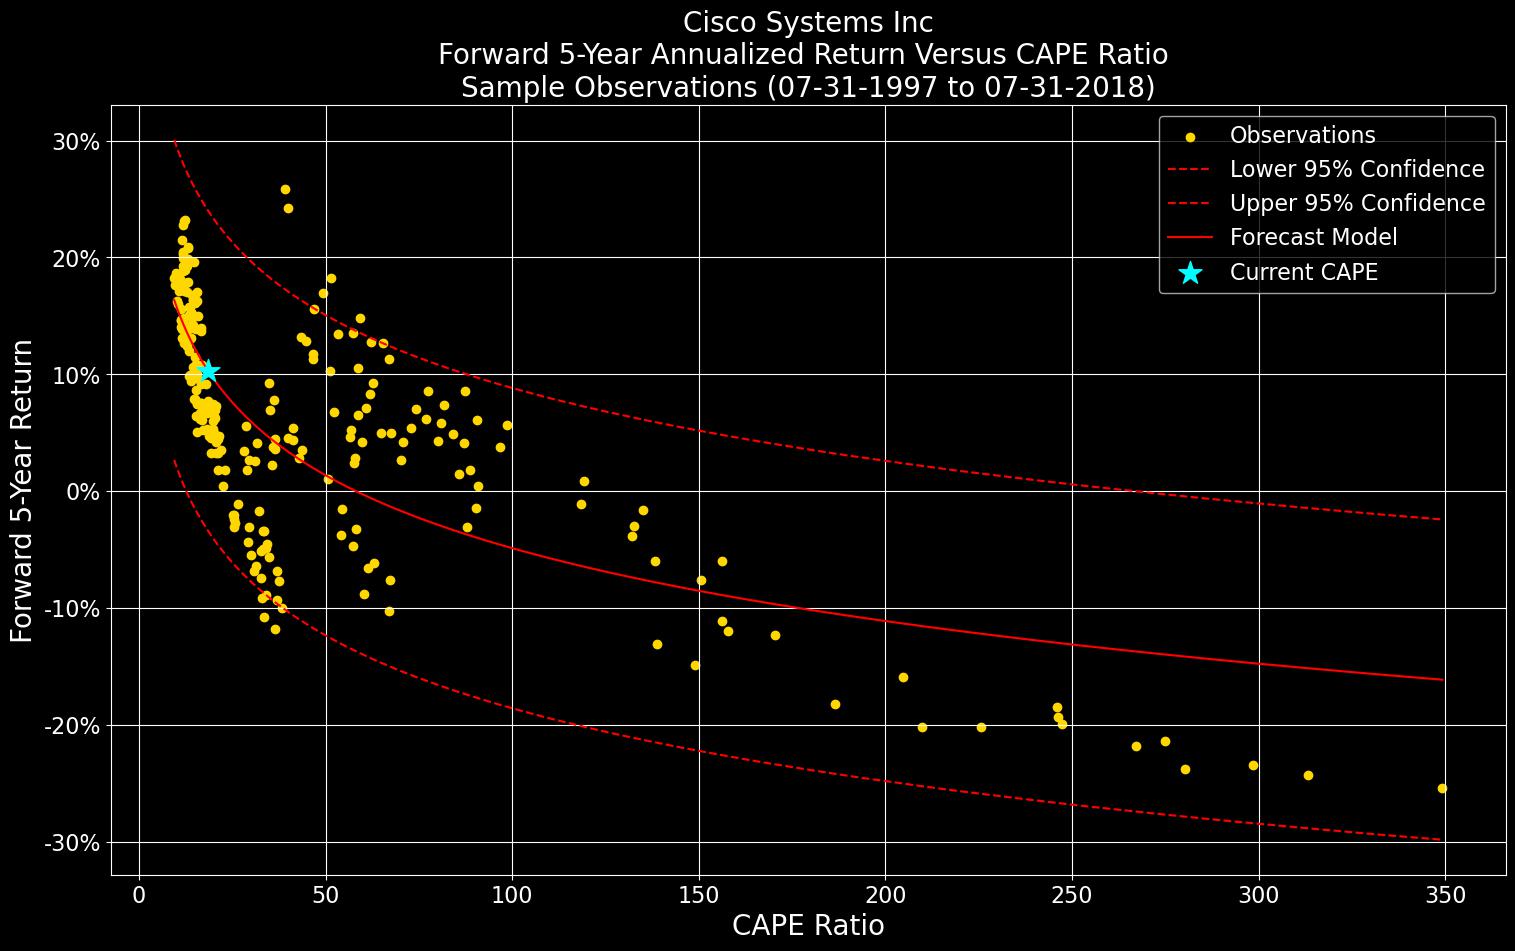 Cisco Systems Inc
Forward 5-Year Annualized Return Versus CAPE Ratio
Sample Observations (07-31-1997 to 07-31-2018)
Observations
Lower 95% Confidence
Upper 95% Confidence
Forecast Model
Current CAPE
Forward 5-Year Return
30%
20%
10%
0%
-10%
-20%
-30%
0 50 100 150 200 250 300 350
CAPE Ratio